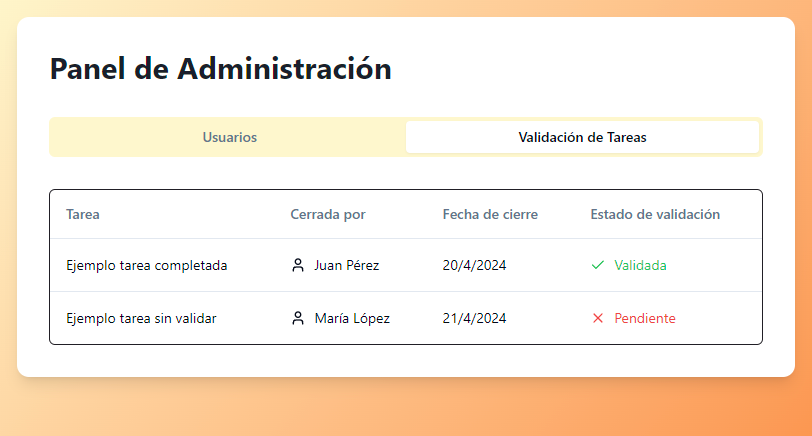 Panel de Administración
Usuarios Validación de Tareas
Tarea Cerrada por Fecha de cierre Estado de validación
Ejemplo tarea completada Juan Pérez 20/4/2024 Validada
Ejemplo tarea sin validar María López 21/4/2024 Pendiente